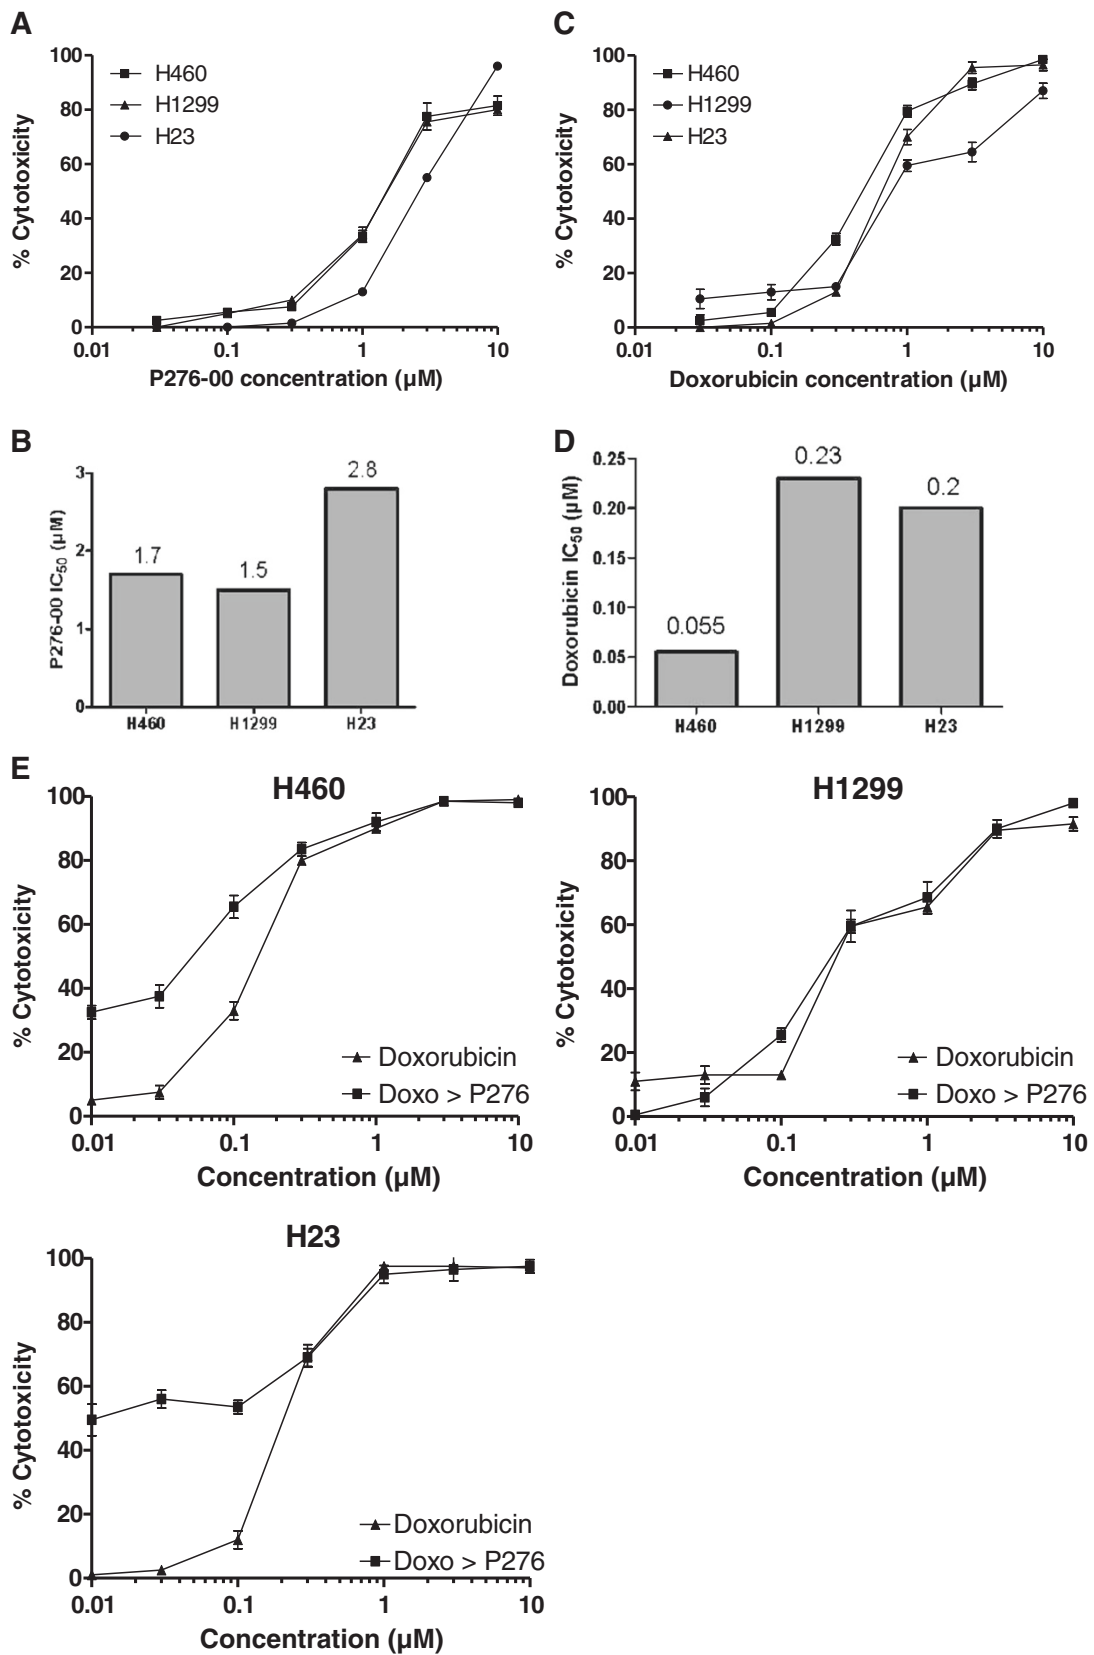 A
100
80
60
40
20
0
% Cytotoxicity
H460
H1299
H23
0.01 0.1 1 10
P276-00 concentration (µM)
C
100
80
60
40
20
0
% Cytotoxicity
H460
H1299
H23
0.01 0.1 1 10
Doxorubicin concentration (µM)
B
3
2
1
0
P276-00 IC50 (µM)
1.7 1.5 2.8
H460 H1299 H23
D
0.25
0.20
0.15
0.10
0.05
0.00
Doxorubicin IC50 (µM)
0.055 0.23 0.2
H460 H1299 H23
E
H460
100
80
60
40
20
0
% Cytotoxicity
Doxorubicin
Doxo > P276
0.01 0.1 1 10
Concentration (µM)
H1299
100
80
60
40
20
0
% Cytotoxicity
Doxorubicin
Doxo > P276
0.01 0.1 1 10
Concentration (µM)
H23
100
80
60
40
20
0
% Cytotoxicity
Doxorubicin
Doxo > P276
0.01 0.1 1 10
Concentration (µM)